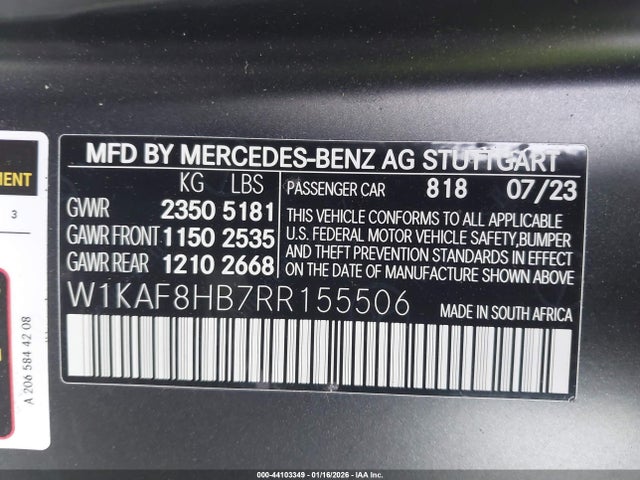 MFD BY MERCEDES-BENZ AG STUTTGART
KG LBS
GVWR 2350 5181
GAWR FRONT 1150 2535
GAWR REAR 1210 2668
PASSENGER CAR 818 07/23
THIS VEHICLE CONFORMS TO ALL APPLICABLE
U.S. FEDERAL MOTOR VEHICLE SAFETY, BUMPER
AND THEFT PREVENTION STANDARDS IN EFFECT
ON THE DATE OF MANUFACTURE SHOWN ABOVE
W1KAF8HB7RR155506 MADE IN SOUTH AFRICA
MENT
3
A 206 584 42 08
000-44103349 - 01/16/2026 - IAA Inc.